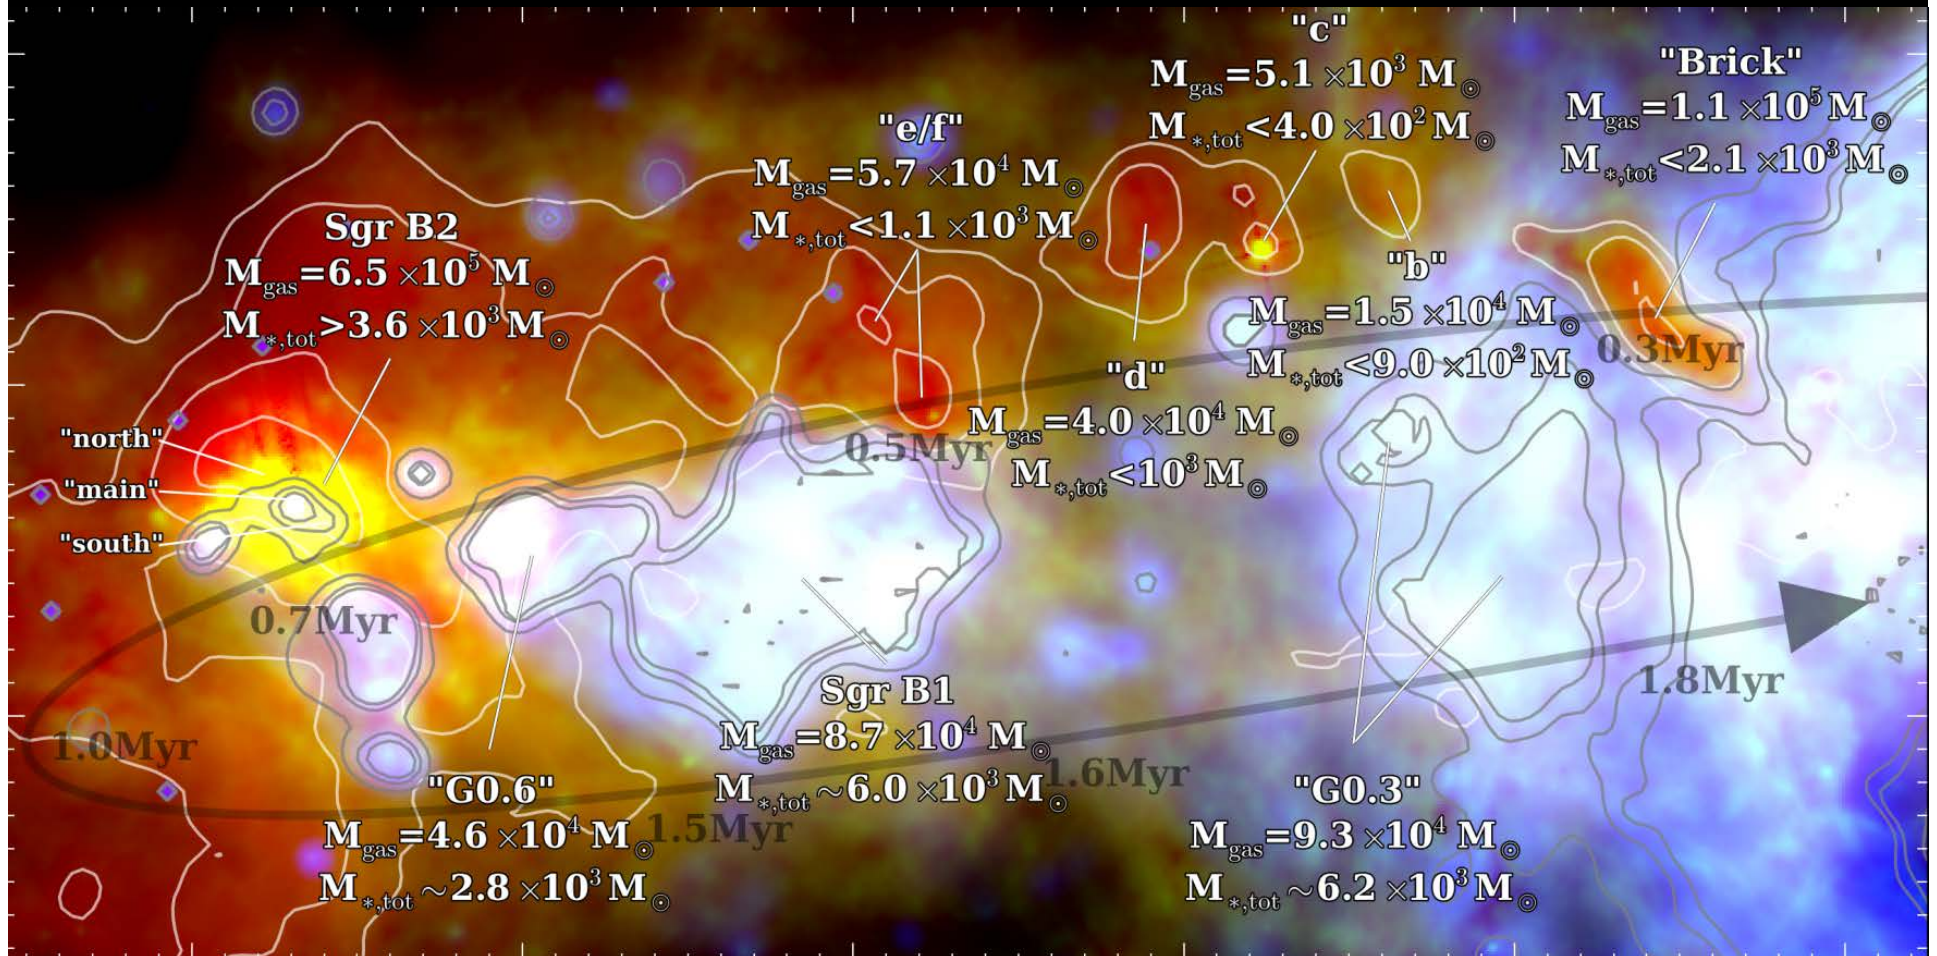 "c"
M_gas=5.1 ×10³ M⊙
M_*,tot<4.0 ×10² M⊙
"Brick"
M_gas=1.1 ×10⁵ M⊙
M_*,tot<2.1 ×10³ M⊙
"e/f"
M_gas=5.7 ×10⁴ M⊙
M_*,tot<1.1 ×10³ M⊙
Sgr B2
M_gas=6.5 ×10⁵ M⊙
M_*,tot>3.6 ×10³ M⊙
"b"
M_gas=1.5 ×10⁴ M⊙
M_*,tot<9.0 ×10² M⊙
0.3Myr
"d"
M_gas=4.0 ×10⁴ M⊙
M_*,tot<10³ M⊙
0.5Myr
"north"
"main"
"south"
0.7Myr
1.0Myr
Sgr B1
M_gas=8.7 ×10⁴ M⊙
M_*,tot~6.0 ×10³ M⊙
1.8Myr
1.6Myr
1.5Myr
"G0.6"
M_gas=4.6 ×10⁴ M⊙
M_*,tot~2.8 ×10³ M⊙
"G0.3"
M_gas=9.3 ×10⁴ M⊙
M_*,tot~6.2 ×10³ M⊙